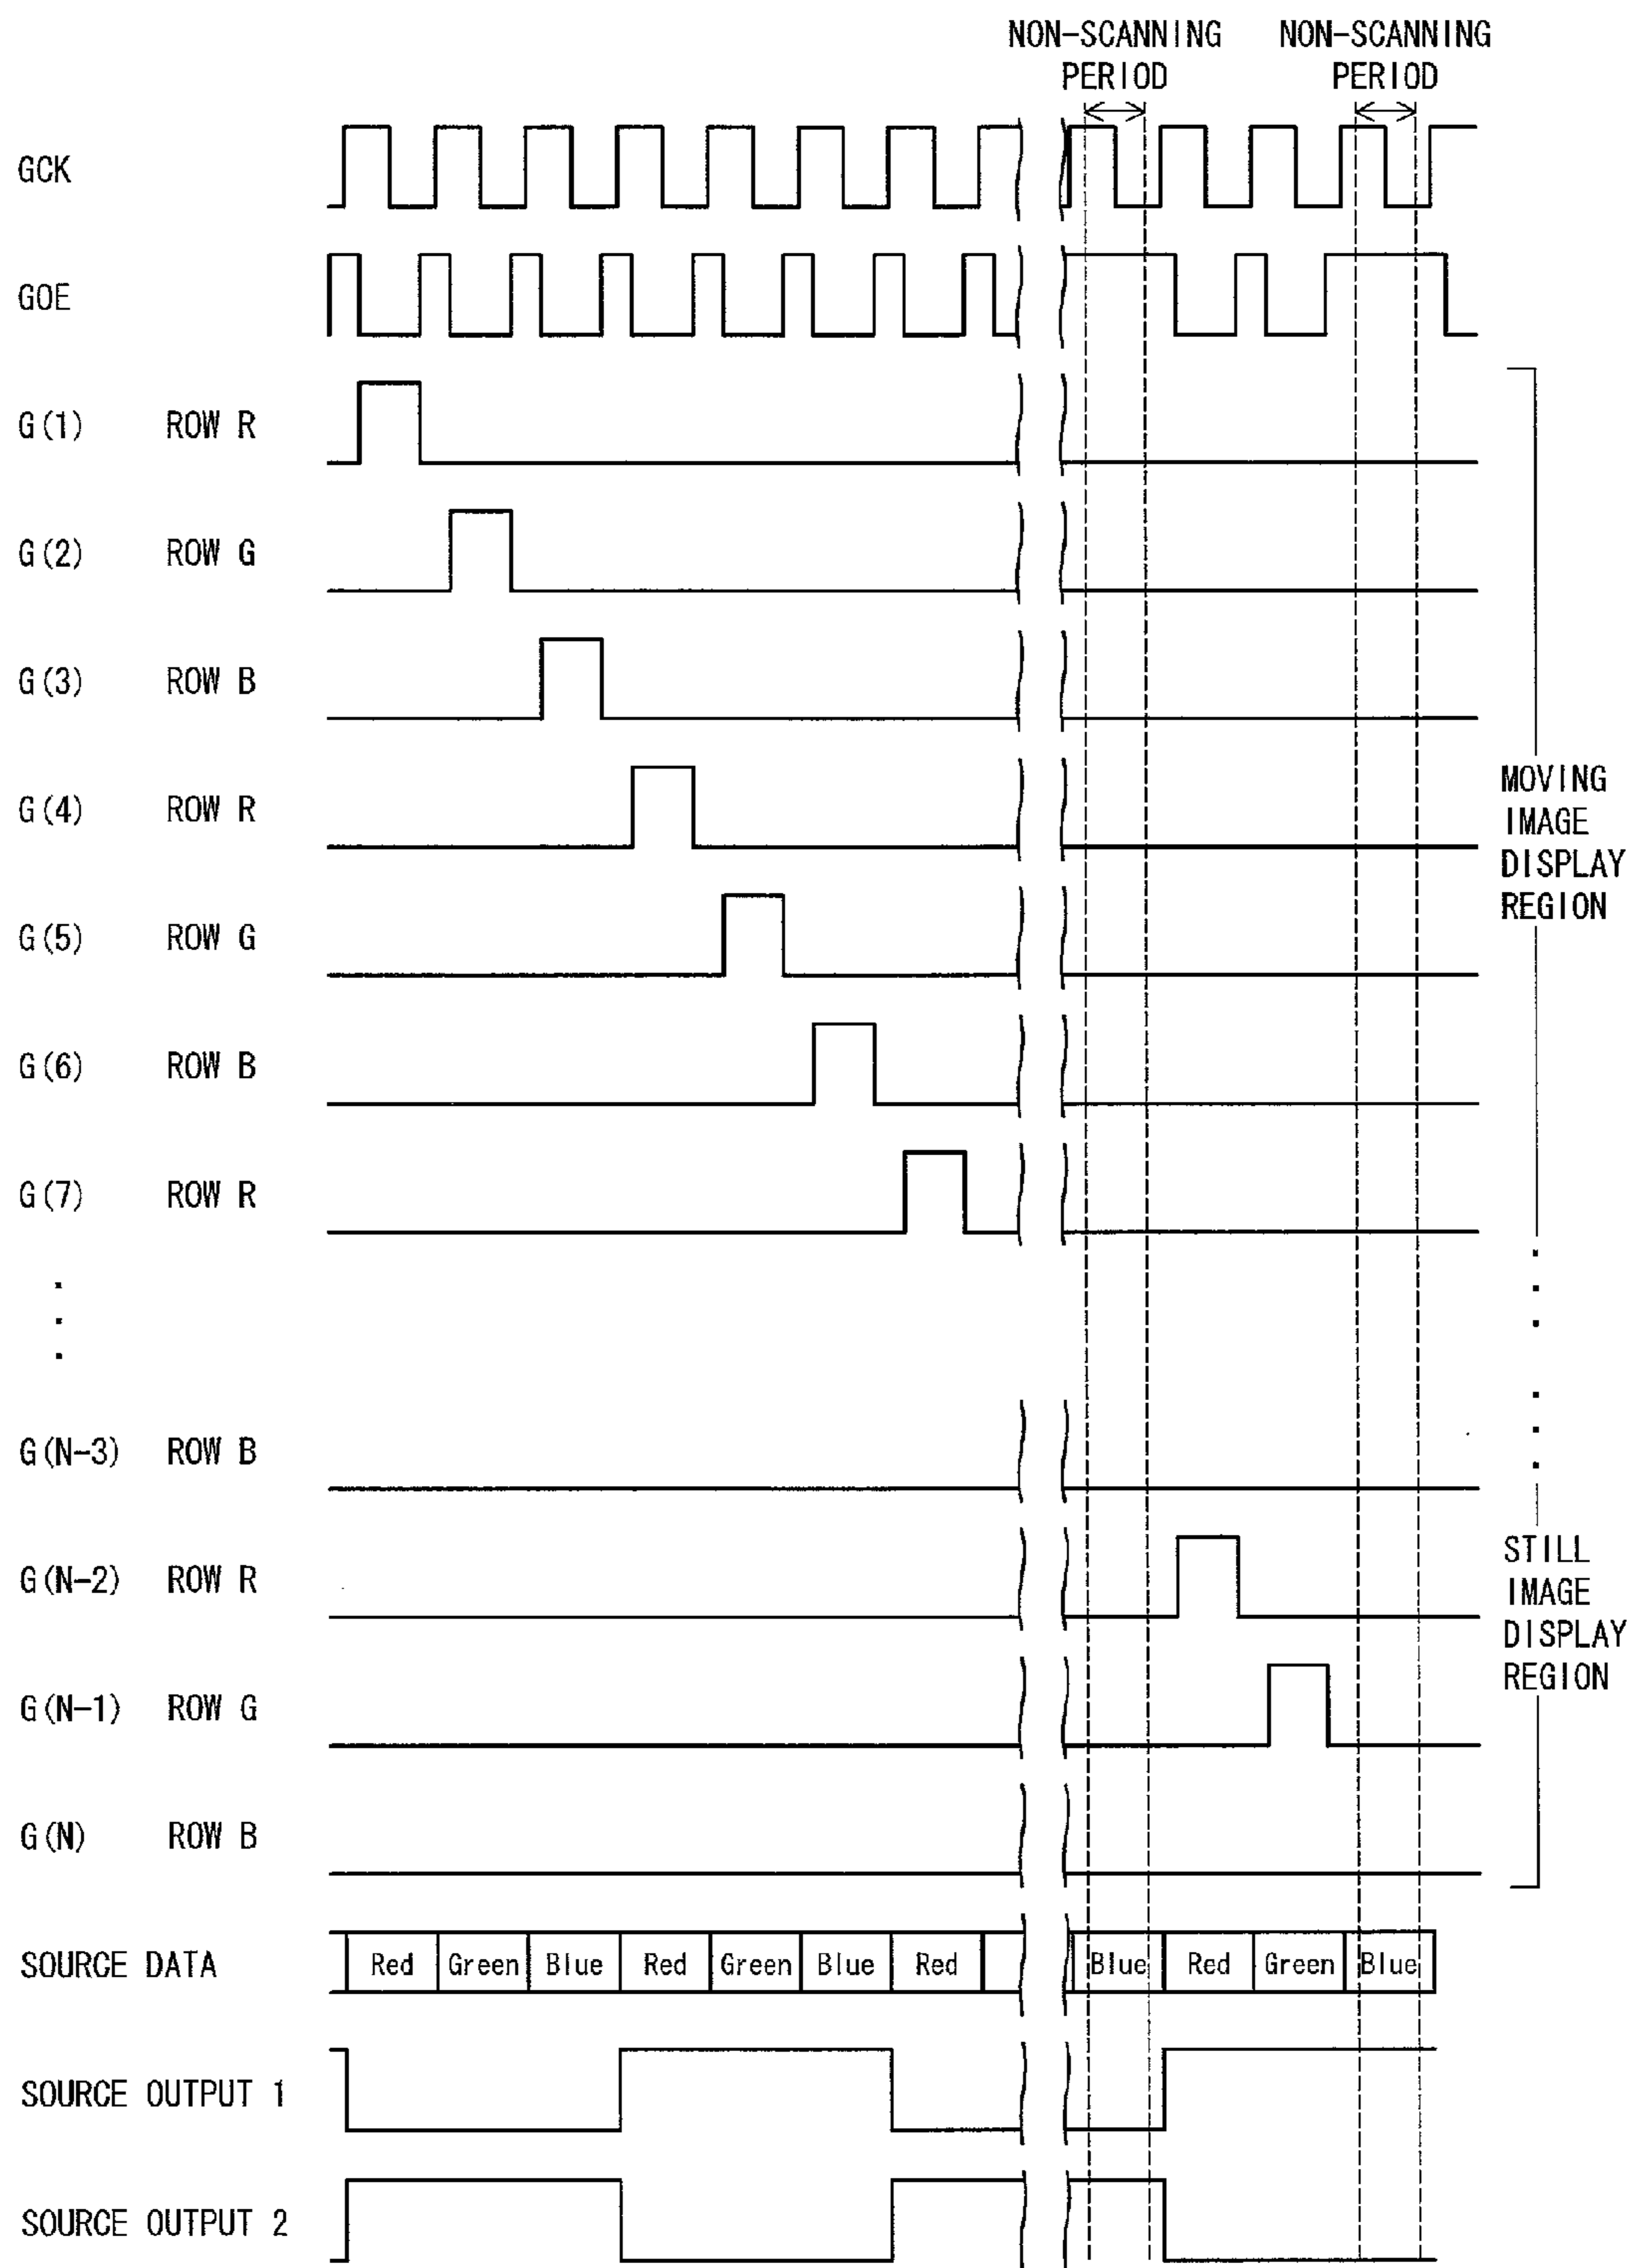 NON-SCANNING PERIOD
NON-SCANNING PERIOD
GCK
GOE
G(1) ROW R
G(2) ROW G
G(3) ROW B
G(4) ROW R
G(5) ROW G
G(6) ROW B
G(7) ROW R
MOVING
IMAGE
DISPLAY
REGION
G(N-3) ROW B
G(N-2) ROW R
G(N-1) ROW G
G(N) ROW B
STILL
IMAGE
DISPLAY
REGION
SOURCE DATA Red Green Blue Red Green Blue Red Blue Red Green Blue
SOURCE OUTPUT 1
SOURCE OUTPUT 2